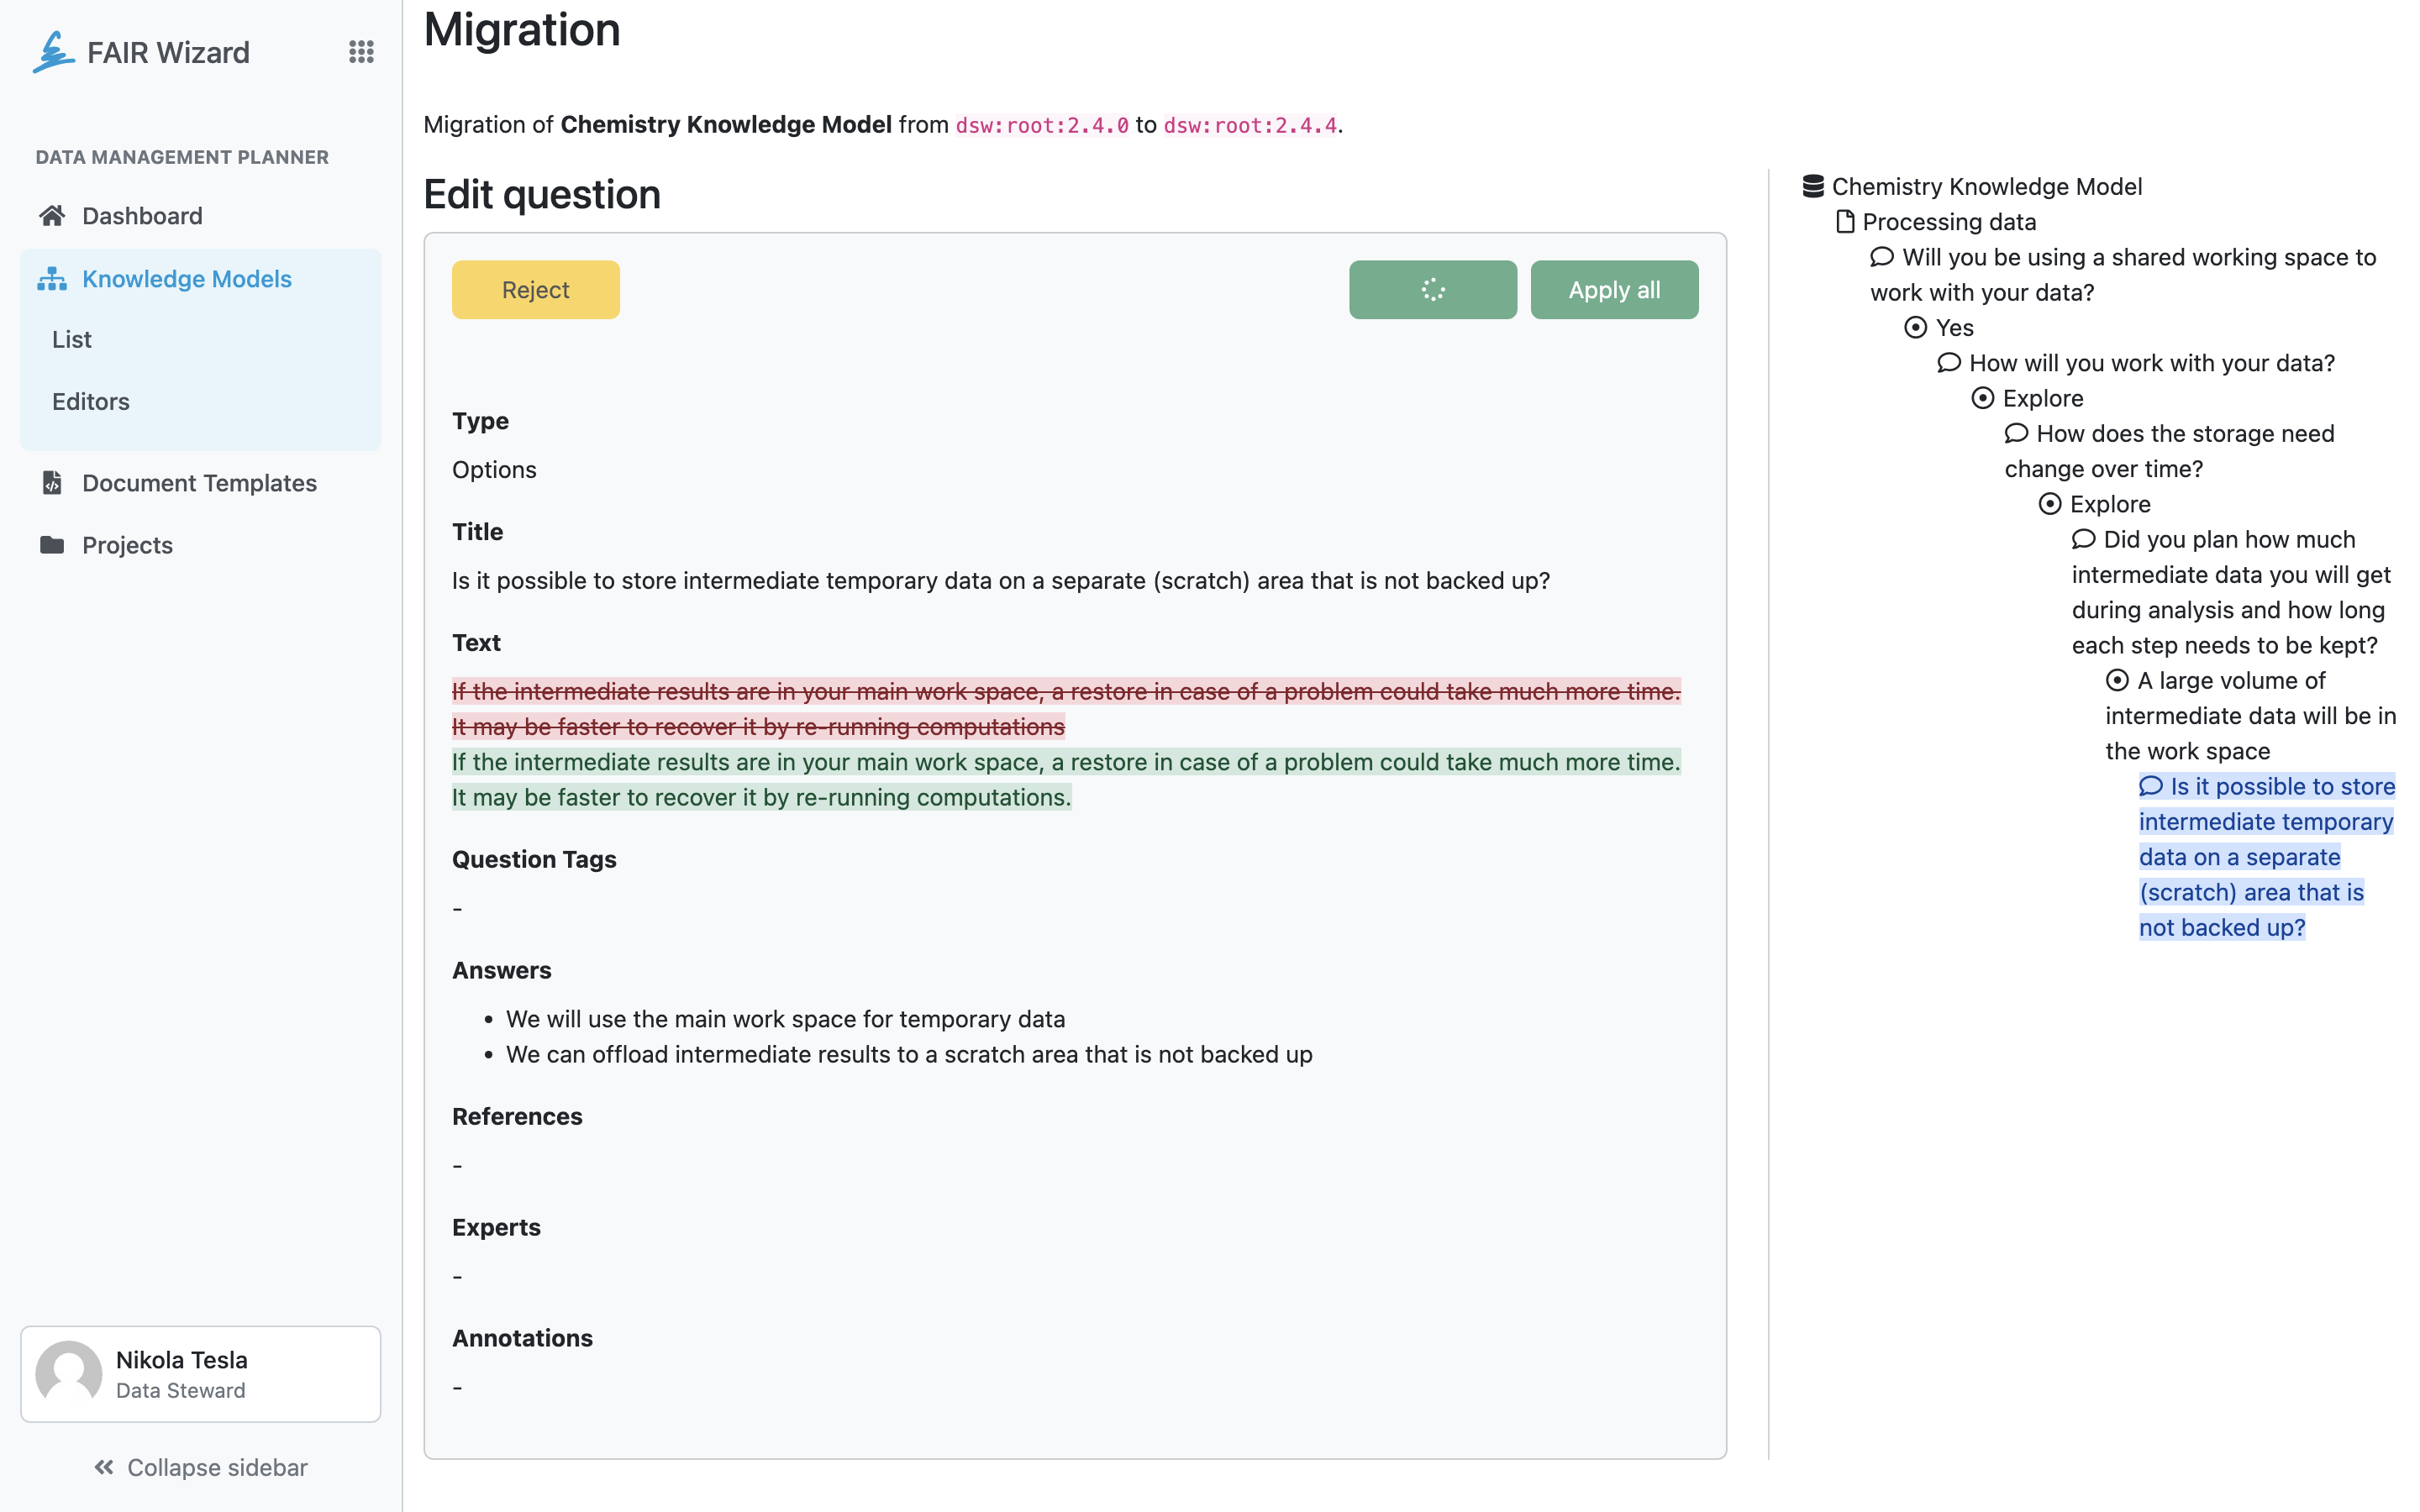 FAIR Wizard
DATA MANAGEMENT PLANNER
Dashboard
Knowledge Models
List
Editors
Document Templates
Projects
Nikola Tesla
Data Steward
Collapse sidebar
Migration
Migration of Chemistry Knowledge Model from dsw:root:2.4.0 to dsw:root:2.4.4.
Edit question
Reject
Apply all
Type
Options
Title
Is it possible to store intermediate temporary data on a separate (scratch) area that is not backed up?
Text
If the intermediate results are in your main work space, a restore in case of a problem could take much more time.
It may be faster to recover it by re-running computations
If the intermediate results are in your main work space, a restore in case of a problem could take much more time.
It may be faster to recover it by re-running computations.
Question Tags
-
Answers
• We will use the main work space for temporary data
• We can offload intermediate results to a scratch area that is not backed up
References
-
Experts
-
Annotations
-
Chemistry Knowledge Model
Processing data
Will you be using a shared working space to
work with your data?
Yes
How will you work with your data?
Explore
How does the storage need
change over time?
Explore
Did you plan how much
intermediate data you will get
during analysis and how long
each step needs to be kept?
A large volume of
intermediate data will be in
the work space
Is it possible to store
intermediate temporary
data on a separate
(scratch) area that is
not backed up?